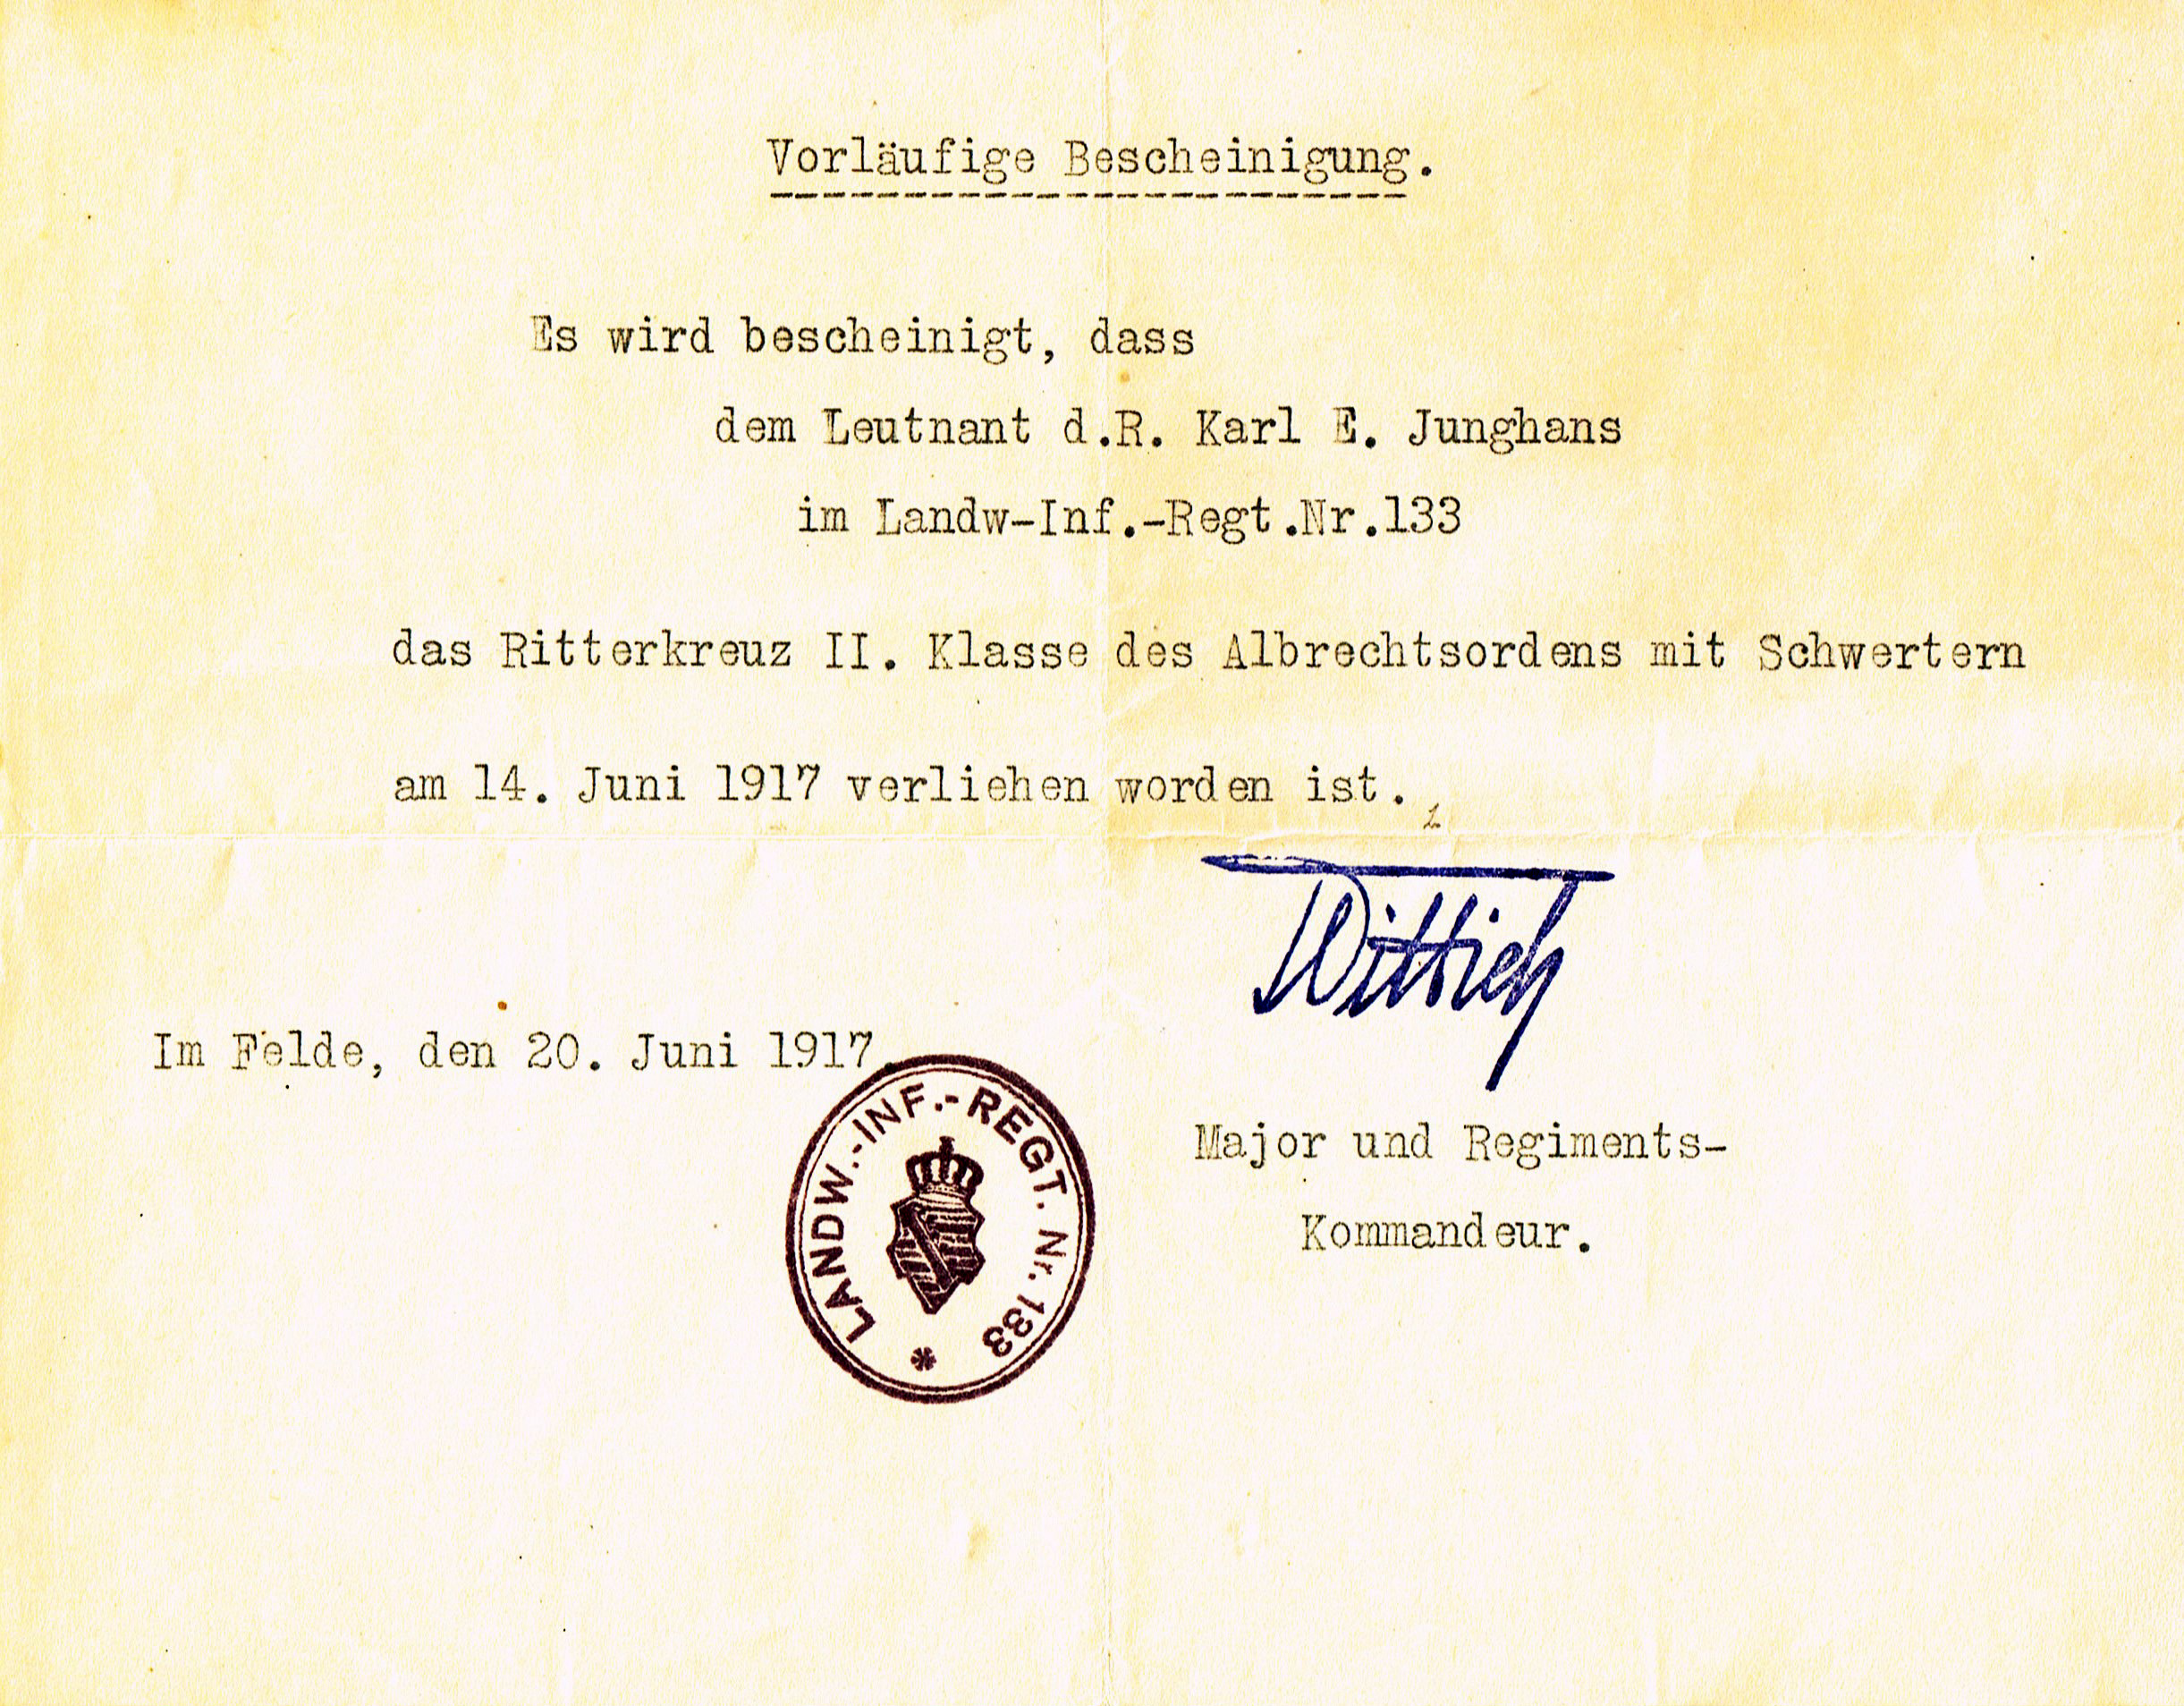 Vorläufige Bescheinigung.
Es wird bescheinigt, dass
dem Leutnant d.R. Karl E. Junghans
im Landw-Inf.-Regt.Nr.133
das Ritterkreuz II. Klasse des Albrechtsordens mit Schwertern
am 14. Juni 1917 verliehen worden ist.
Wittich
Im Felde, den 20. Juni 1917.
LANDW.-INF.-REGT. Nr. 133 *
Major und Regiments-
Kommandeur.